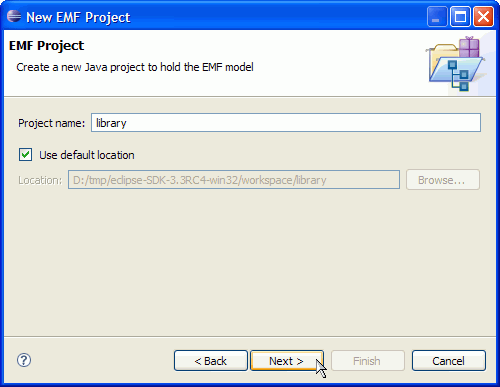 New EMF Project
EMF Project
Create a new Java project to hold the EMF model
Project name: library
Use default location
Location: D:/tmp/eclipse-SDK-3.3RC4-win32/workspace/library Browse...
? < Back Next > Finish Cancel